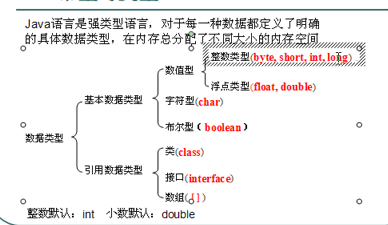 Java语言是强类型语言，对于每一种数据都定义了明确
的具体数据类型，在内存总分配了不同大小的内存空间
整数类型(byte, short, int, long)
数值型
浮点类型(float, double)
基本数据类型
字符型(char)
布尔型（boolean）
数据类型
类(class)
引用数据类型
接口(interface)
数组([ ])
整数默认：int 小数默认：double